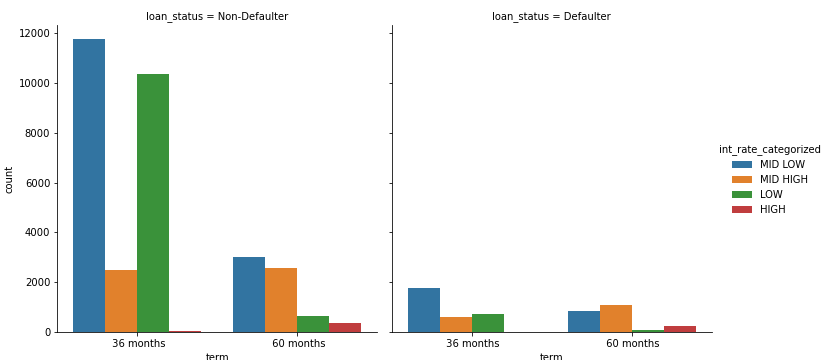 loan_status = Non-Defaulter
loan_status = Defaulter
12000
10000
8000
6000
4000
2000
0
count
36 months
60 months
term
36 months
60 months
term
int_rate_categorized
MID LOW
MID HIGH
LOW
HIGH